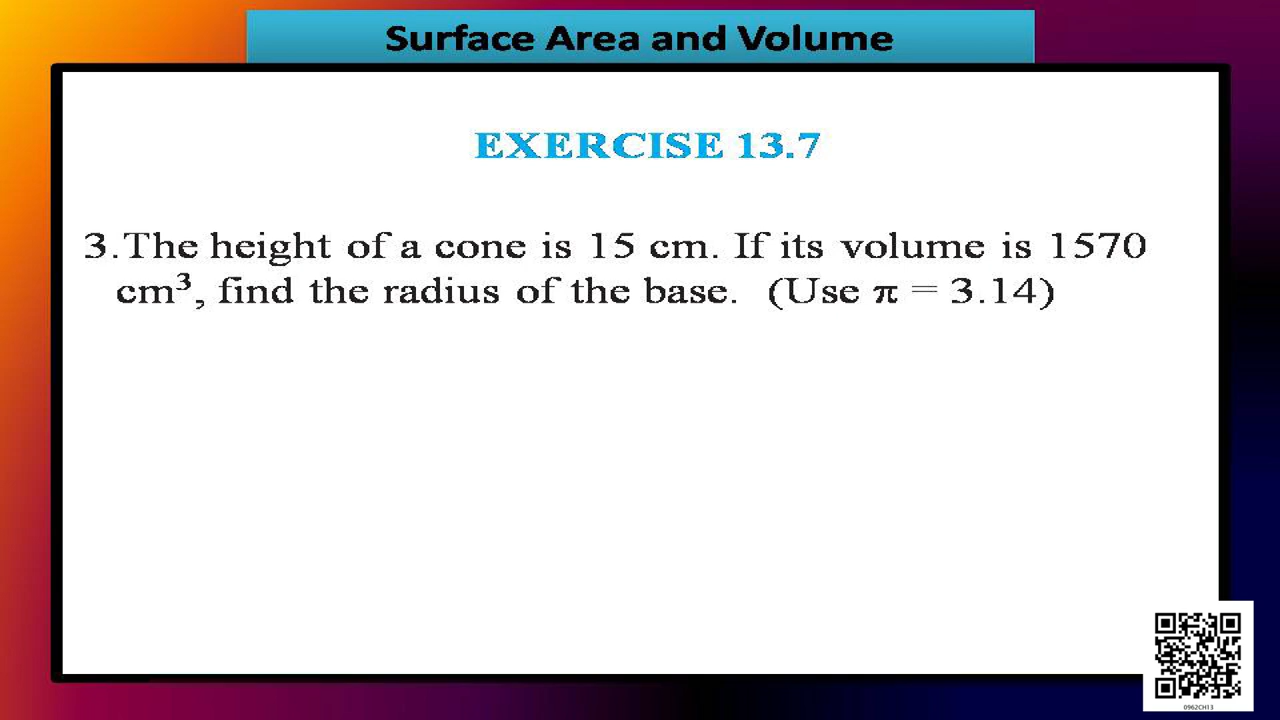 Surface Area and Volume
EXERCISE 13.7
3.The height of a cone is 15 cm. If its volume is 1570
cm³, find the radius of the base. (Use π = 3.14)
0962CH13